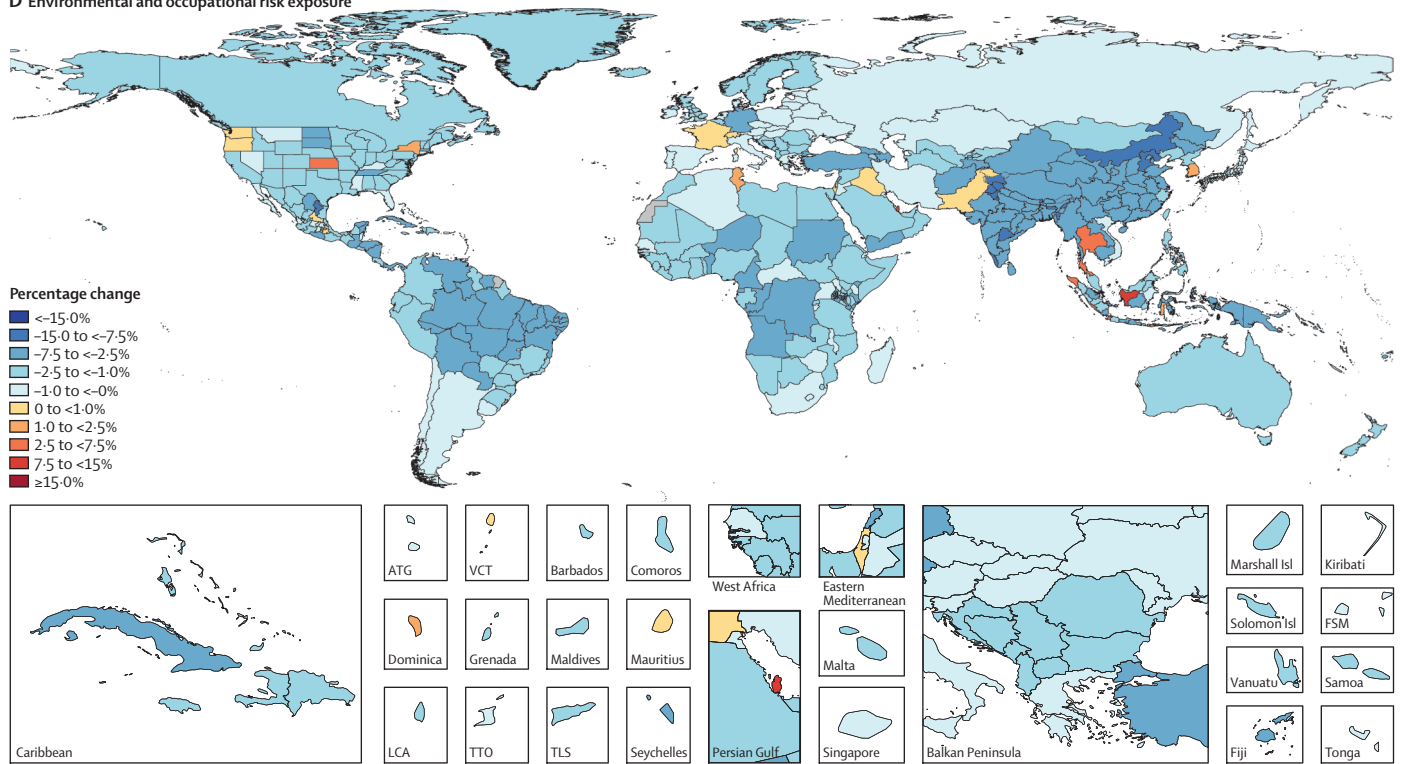 D Environmental and occupational risk exposure
Percentage change
<–15·0%
–15·0 to <–7·5%
–7·5 to <–2·5%
–2·5 to <–1·0%
–1·0 to <–0%
0 to <1·0%
1·0 to <2·5%
2·5 to <7·5%
7·5 to <15%
≥15·0%
Caribbean
ATG
VCT
Barbados
Comoros
Dominica
Grenada
Maldives
Mauritius
LCA
TTO
TLS
Seychelles
West Africa
Eastern
Mediterranean
Persian Gulf
Malta
Singapore
Balkan Peninsula
Marshall Isl
Kiribati
Solomon Isl
FSM
Vanuatu
Samoa
Fiji
Tonga